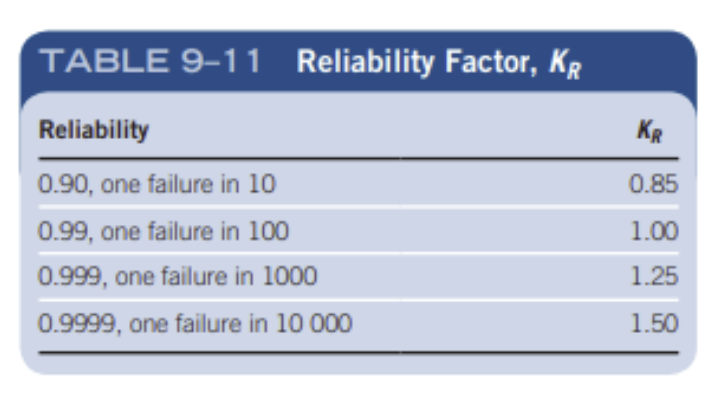 TABLE 9–11 Reliability Factor, K_R
Reliability K_R
0.90, one failure in 10 0.85
0.99, one failure in 100 1.00
0.999, one failure in 1000 1.25
0.9999, one failure in 10 000 1.50